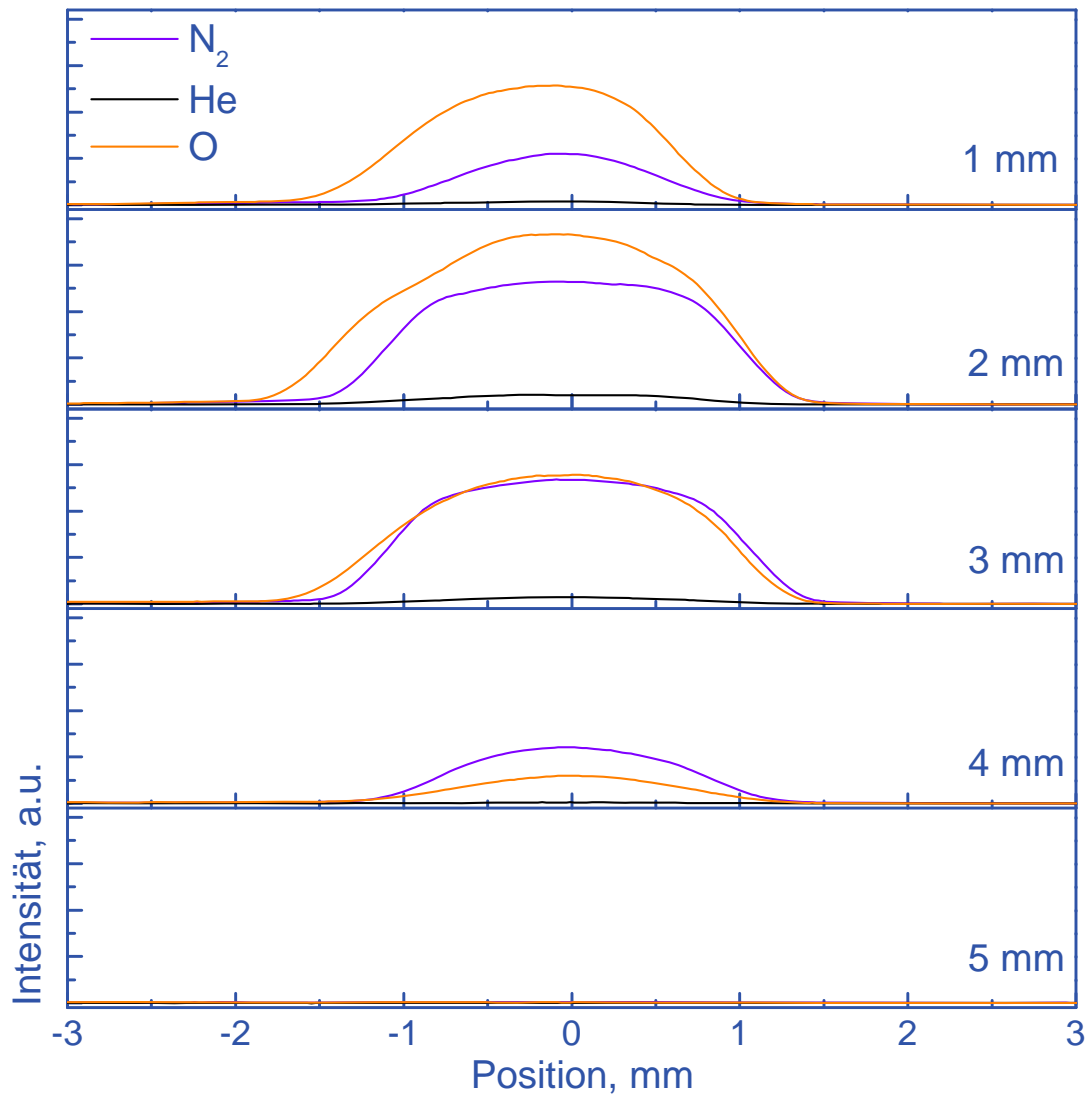 N₂
He
O
1 mm
2 mm
3 mm
4 mm
5 mm
Intensität, a.u.
-3 -2 -1 0 1 2 3
Position, mm